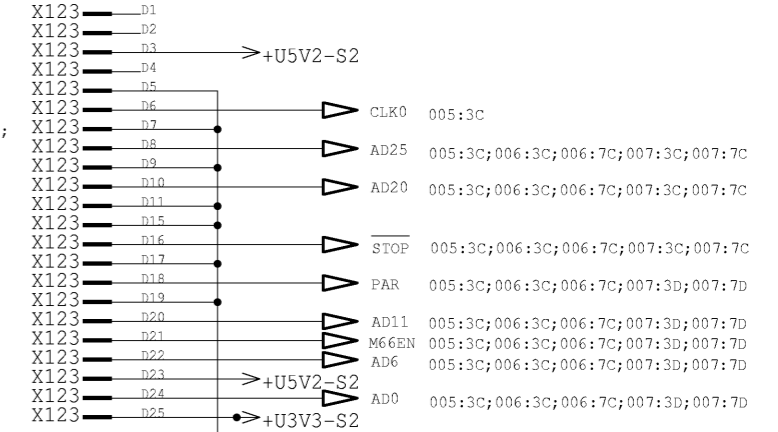 X123 D1
X123 D2
X123 D3 +U5V2-S2
X123 D4
X123 D5
X123 D6 CLK0 005:3C
; X123 D7
X123 D8 AD25 005:3C;006:3C;006:7C;007:3C;007:7C
X123 D9
X123 D10 AD20 005:3C;006:3C;006:7C;007:3C;007:7C
X123 D11
X123 D15
X123 D16 STOP 005:3C;006:3C;006:7C;007:3C;007:7C
X123 D17
X123 D18 PAR 005:3C;006:3C;006:7C;007:3D;007:7D
X123 D19
X123 D20 AD11 005:3C;006:3C;006:7C;007:3D;007:7D
X123 D21 M66EN 005:3C;006:3C;006:7C;007:3D;007:7D
X123 D22 AD6 005:3C;006:3C;006:7C;007:3D;007:7D
X123 D23 +U5V2-S2
X123 D24 AD0 005:3C;006:3C;006:7C;007:3D;007:7D
X123 D25 +U3V3-S2